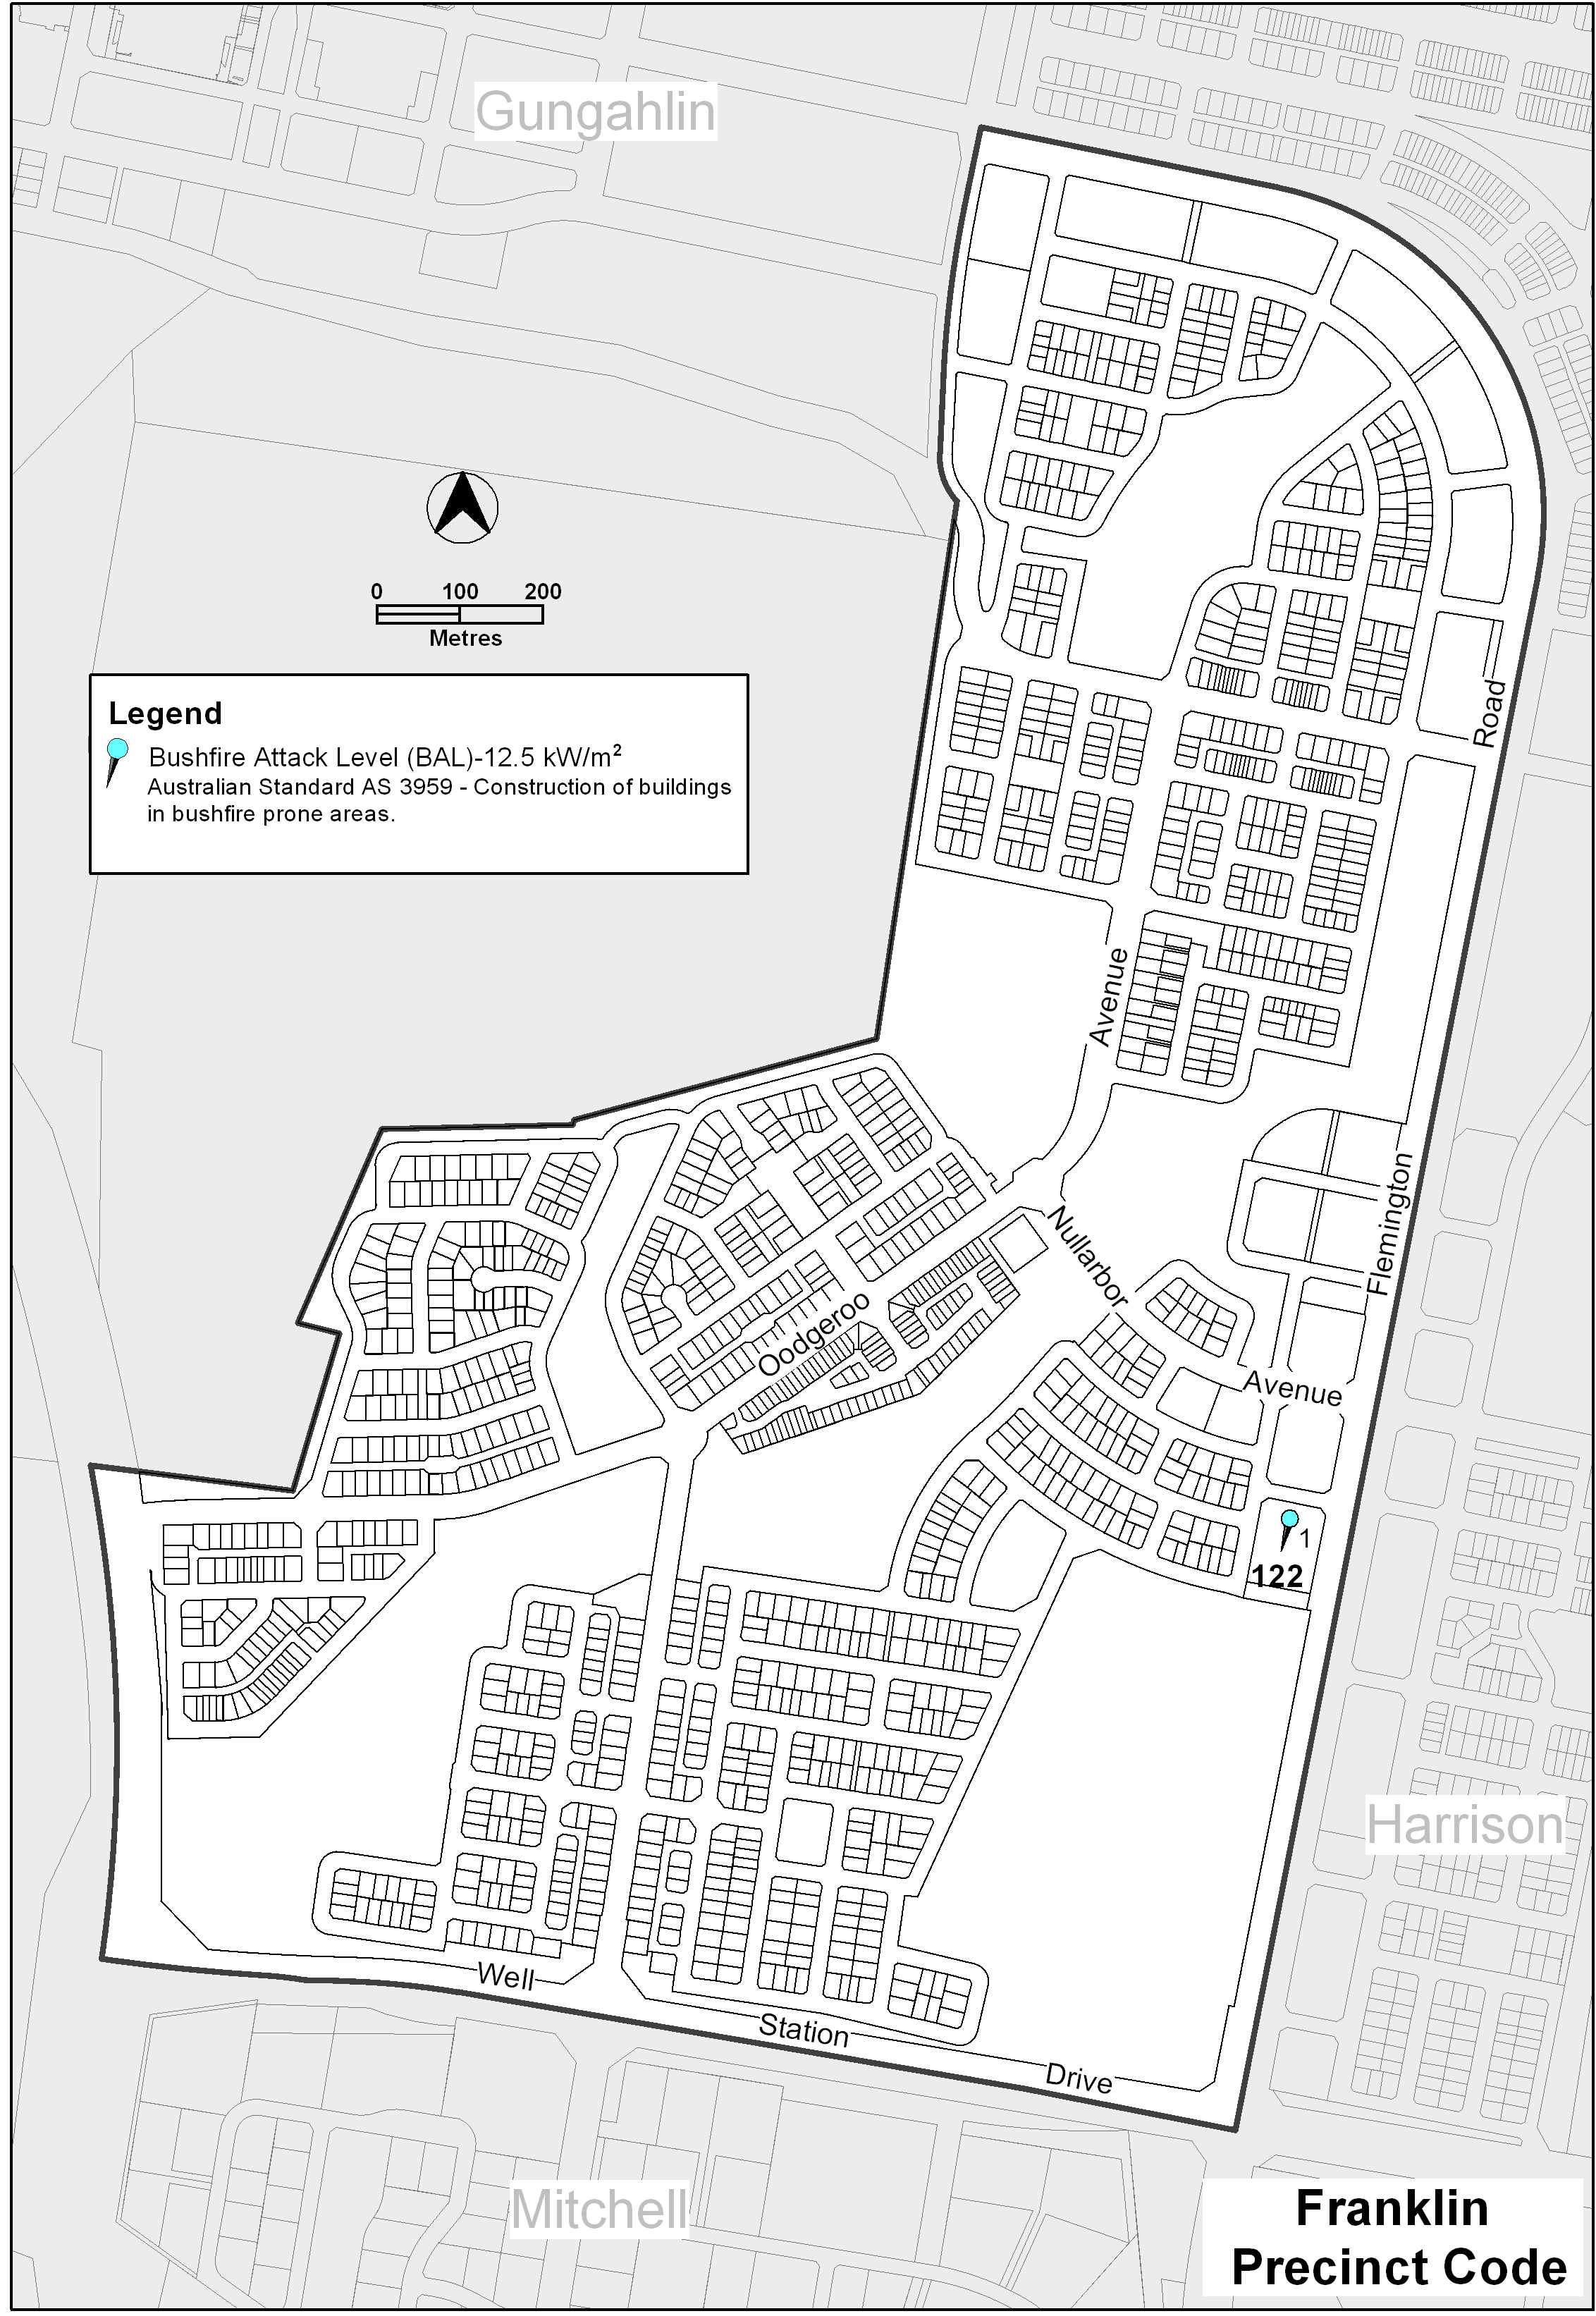 Gungahlin
0 100 200
Metres
Legend
Bushfire Attack Level (BAL)-12.5 kW/m²
Australian Standard AS 3959 - Construction of buildings
in bushfire prone areas.
Road
Avenue
Flemington
Nullarbor
Oodgeroo
Avenue
1
122
Harrison
Well
Station
Drive
Mitchell
Franklin
Precinct Code